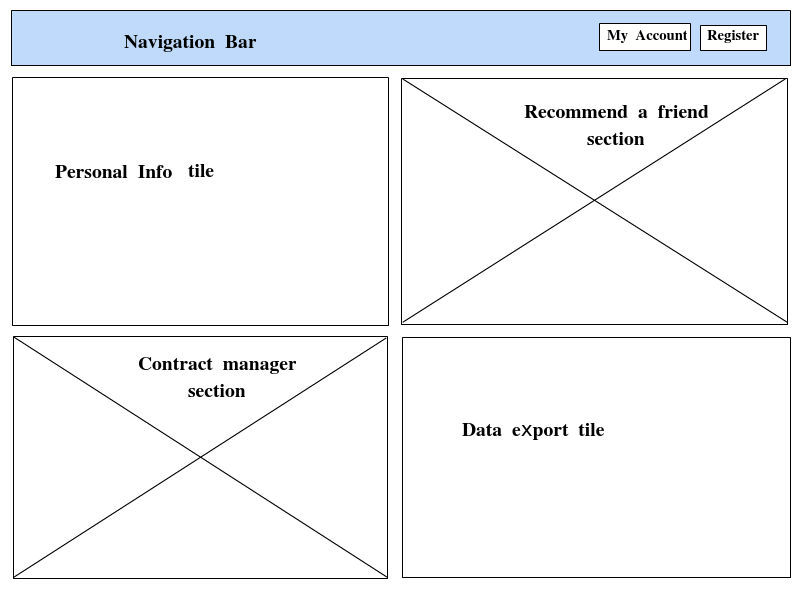 Navigation Bar
My Account
Register
Personal Info tile
Recommend a friend
section
Contract manager
section
Data export tile